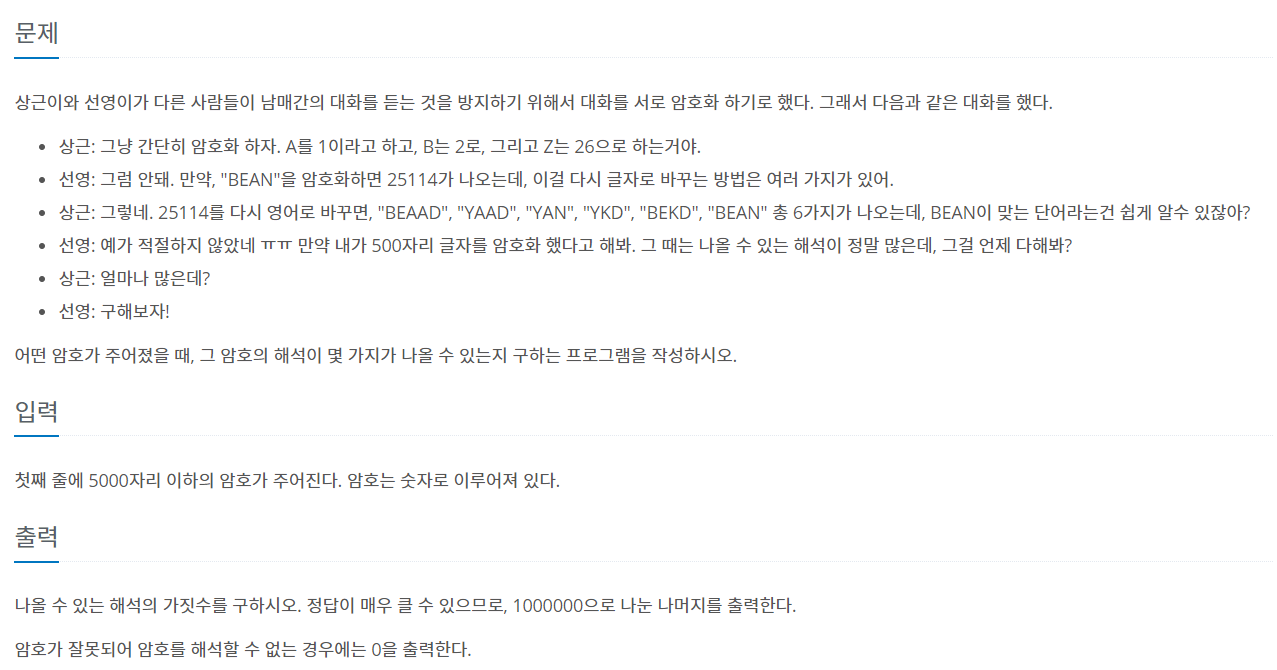 문제
상근이와 선영이가 다른 사람들이 남매간의 대화를 듣는 것을 방지하기 위해서 대화를 서로 암호화 하기로 했다. 그래서 다음과 같은 대화를 했다.
• 상근: 그냥 간단히 암호화 하자. A를 1이라고 하고, B는 2로, 그리고 Z는 26으로 하는거야.
• 선영: 그럼 안돼. 만약, "BEAN"을 암호화하면 25114가 나오는데, 이걸 다시 글자로 바꾸는 방법은 여러 가지가 있어.
• 상근: 그렇네. 25114를 다시 영어로 바꾸면, "BEAAD", "YAAD", "YAN", "YKD", "BEKD", "BEAN" 총 6가지가 나오는데, BEAN이 맞는 단어라는건 쉽게 알수 있잖아?
• 선영: 예가 적절하지 않았네 ㅠㅠ 만약 내가 500자리 글자를 암호화 했다고 해봐. 그 때는 나올 수 있는 해석이 정말 많은데, 그걸 언제 다해봐?
• 상근: 얼마나 많은데?
• 선영: 구해보자!
어떤 암호가 주어졌을 때, 그 암호의 해석이 몇 가지가 나올 수 있는지 구하는 프로그램을 작성하시오.
입력
첫째 줄에 5000자리 이하의 암호가 주어진다. 암호는 숫자로 이루어져 있다.
출력
나올 수 있는 해석의 가짓수를 구하시오. 정답이 매우 클 수 있으므로, 1000000으로 나눈 나머지를 출력한다.
암호가 잘못되어 암호를 해석할 수 없는 경우에는 0을 출력한다.